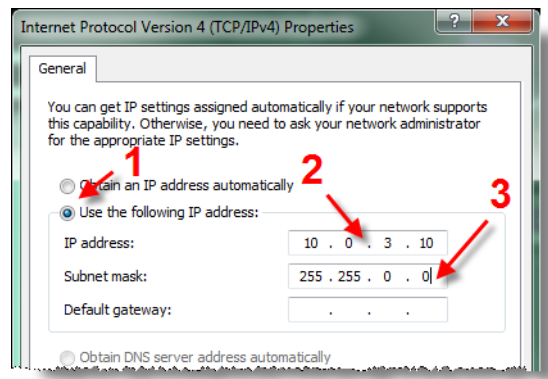 Internet Protocol Version 4 (TCP/IPv4) Properties
?
X
General
You can get IP settings assigned automatically if your network supports
this capability. Otherwise, you need to ask your network administrator
for the appropriate IP settings.
1
2
3
Obtain an IP address automatically
Use the following IP address:
IP address: 10 . 0 . 3 . 10
Subnet mask: 255 . 255 . 0 . 0
Default gateway: . . .
Obtain DNS server address automatically